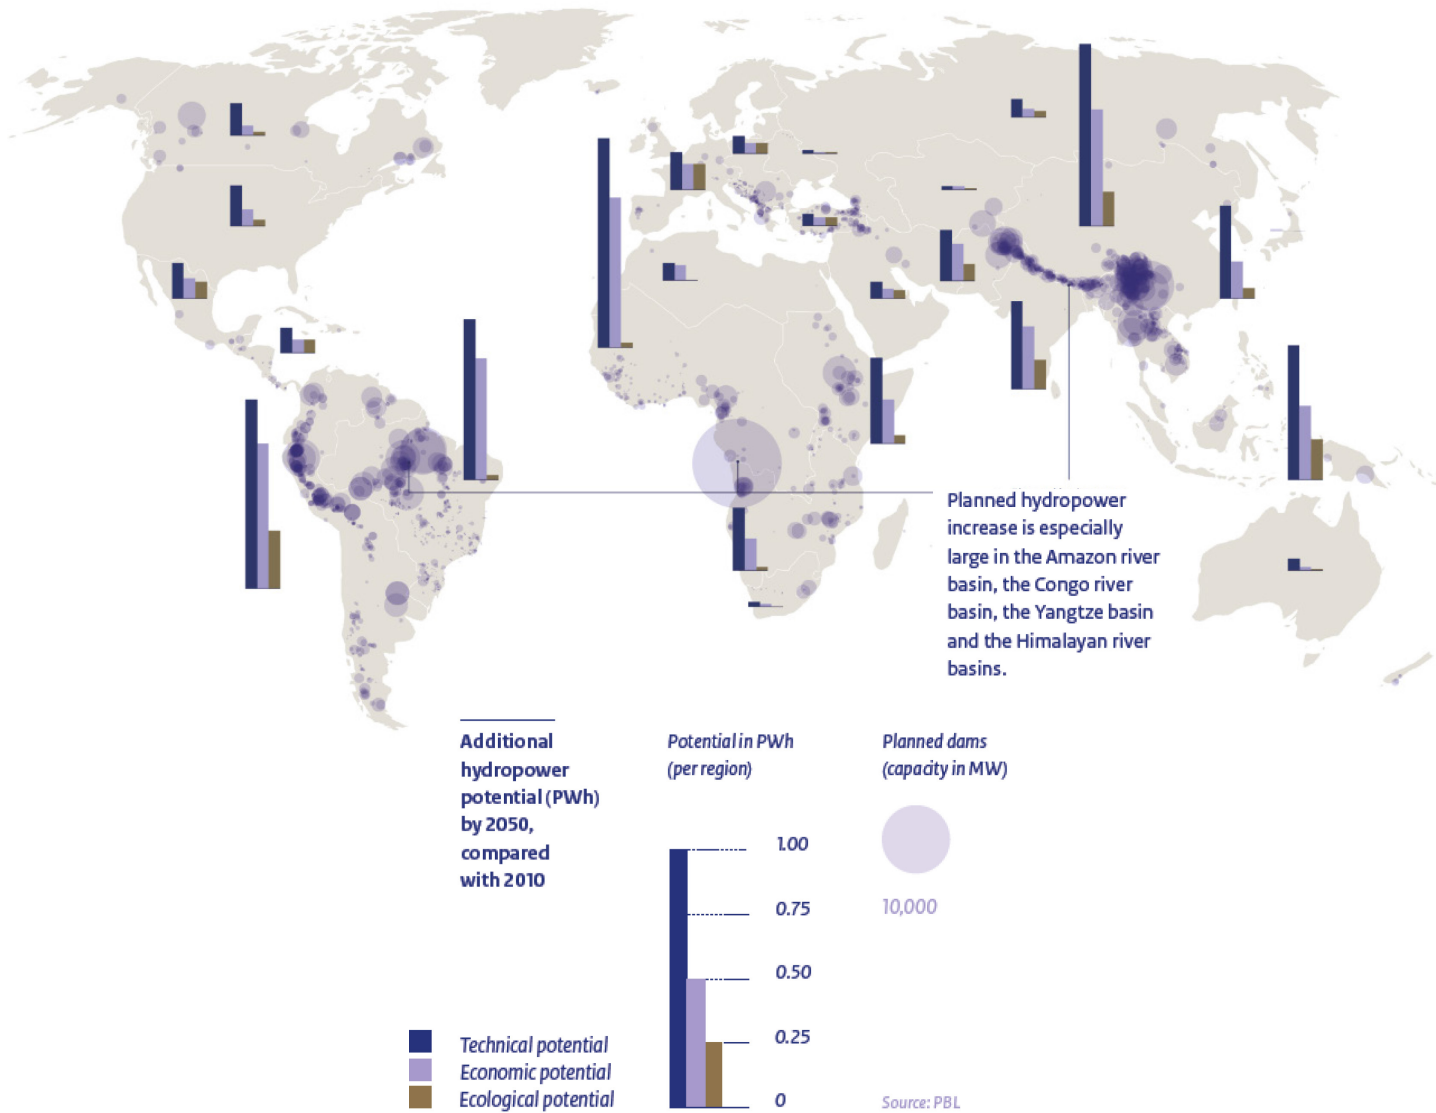 Planned hydropower
increase is especially
large in the Amazon river
basin, the Congo river
basin, the Yangtze basin
and the Himalayan river
basins.
Additional
hydropower
potential (PWh)
by 2050,
compared
with 2010
Potential in PWh
(per region)
Planned dams
(capacity in MW)
1.00
0.75
0.50
0.25
0
10,000
Technical potential
Economic potential
Ecological potential
Source: PBL